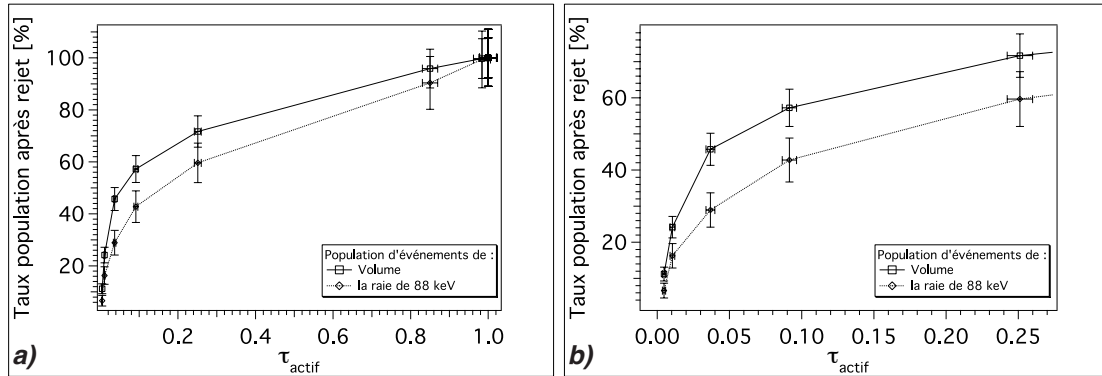 Taux population après rejet [%]
100
80
60
40
20
0.2
0.4
0.6
0.8
1.0
τactif
Population d'événements de :
Volume
la raie de 88 keV
a)
Taux population après rejet [%]
60
40
20
0.00
0.05
0.10
0.15
0.20
0.25
τactif
Population d'événements de :
Volume
la raie de 88 keV
b)